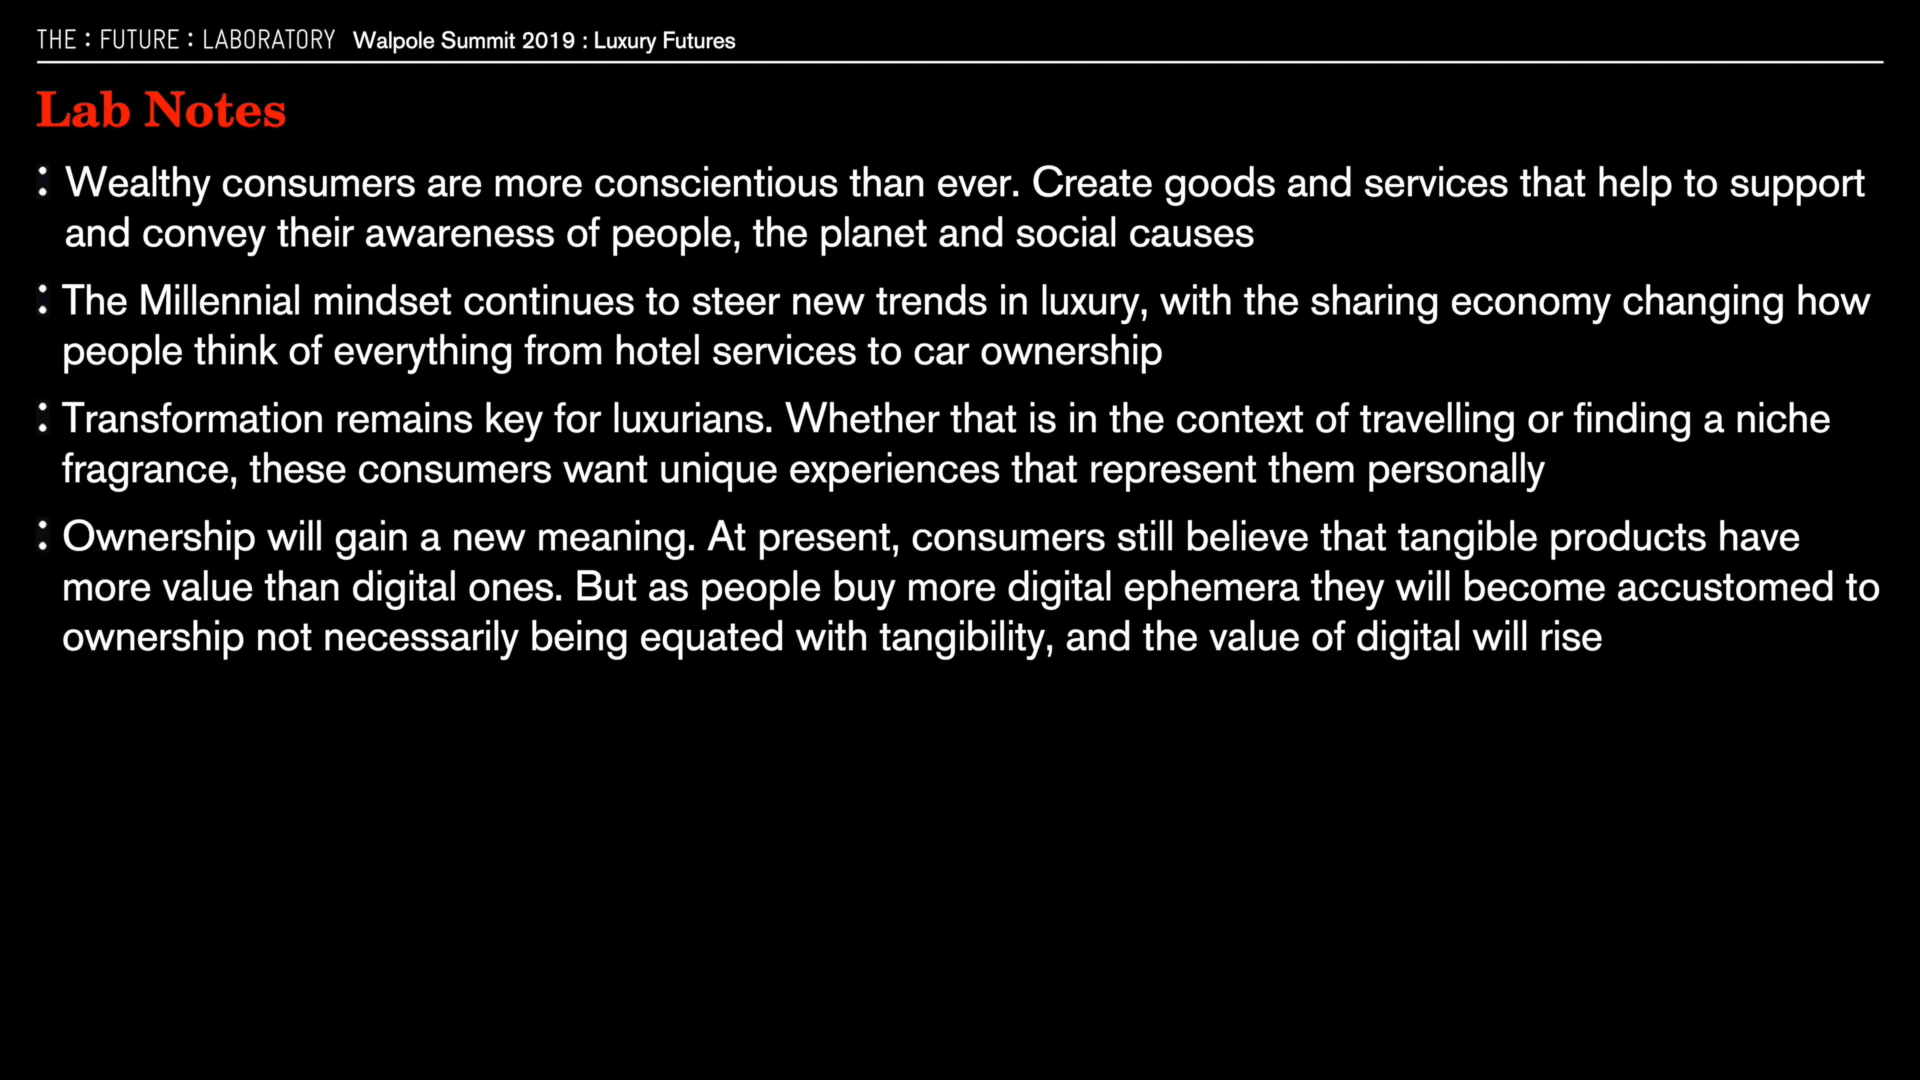 THE : FUTURE : LABORATORY Walpole Summit 2019 : Luxury Futures
Lab Notes
: Wealthy consumers are more conscientious than ever. Create goods and services that help to support
and convey their awareness of people, the planet and social causes
: The Millennial mindset continues to steer new trends in luxury, with the sharing economy changing how
people think of everything from hotel services to car ownership
: Transformation remains key for luxurians. Whether that is in the context of travelling or finding a niche
fragrance, these consumers want unique experiences that represent them personally
: Ownership will gain a new meaning. At present, consumers still believe that tangible products have
more value than digital ones. But as people buy more digital ephemera they will become accustomed to
ownership not necessarily being equated with tangibility, and the value of digital will rise